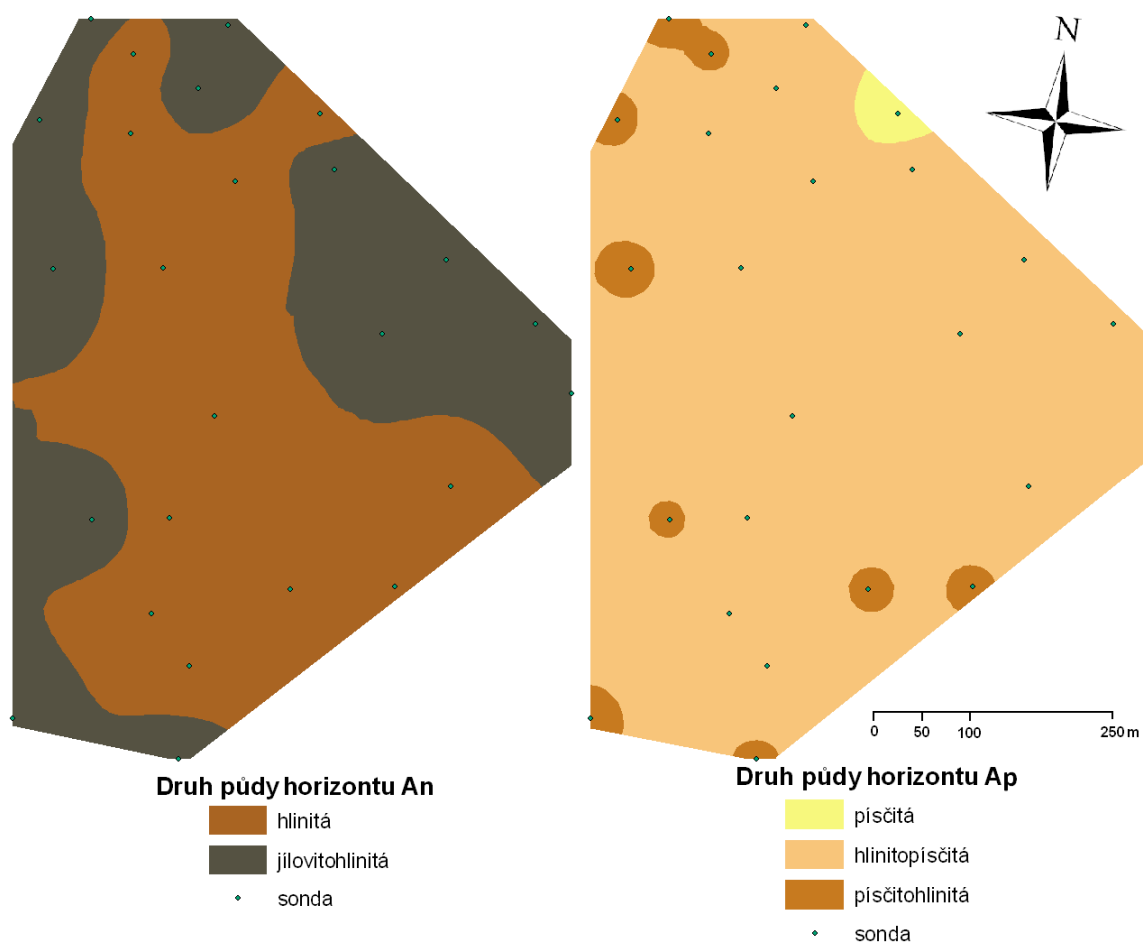 N
0 50 100 250 m
Druh půdy horizontu An
hlinitá
jílovitohlinitá
sonda
Druh půdy horizontu Ap
písčitá
hlinitopísčitá
písčitohlinitá
sonda